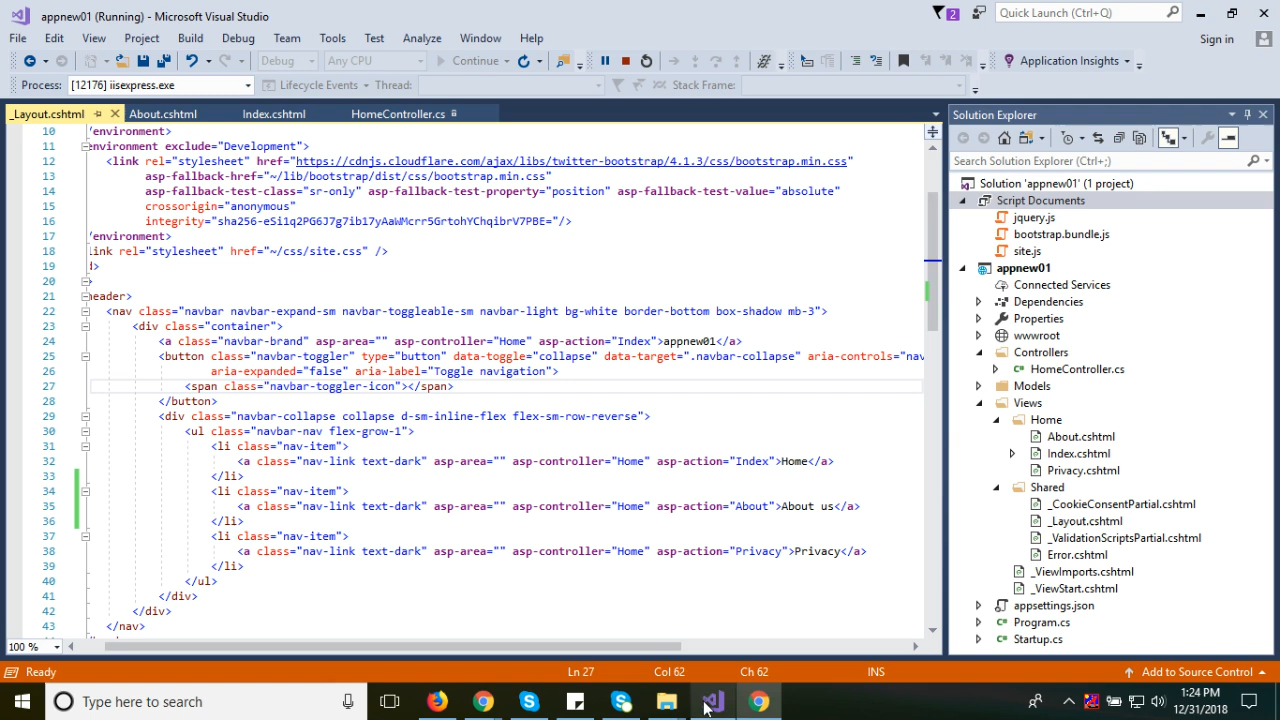 appnew01 (Running) - Microsoft Visual Studio
2
Quick Launch (Ctrl+Q)
File Edit View Project Build Debug Team Tools Test Analyze Window Help
Sign in
Debug Any CPU Continue Application Insights
Process: [12176] iisexpress.exe Lifecycle Events Thread: Stack Frame:
_Layout.cshtml About.cshtml Index.cshtml HomeController.cs
10 /environment>
11 environment exclude="Development">
12 <link rel="stylesheet" href="https://cdnjs.cloudflare.com/ajax/libs/twitter-bootstrap/4.1.3/css/bootstrap.min.css"
13 asp-fallback-href="~/lib/bootstrap/dist/css/bootstrap.min.css"
14 asp-fallback-test-class="sr-only" asp-fallback-test-property="position" asp-fallback-test-value="absolute"
15 crossorigin="anonymous"
16 integrity="sha256-eSi1q2PG6J7g7ib17yAaWMcrr5GrtohYChqibrV7PBE="/>
17 /environment>
18 link rel="stylesheet" href="~/css/site.css" />
19 d>
20 >
21 header>
22 <nav class="navbar navbar-expand-sm navbar-toggleable-sm navbar-light bg-white border-bottom box-shadow mb-3">
23 <div class="container">
24 <a class="navbar-brand" asp-area="" asp-controller="Home" asp-action="Index">appnew01</a>
25 <button class="navbar-toggler" type="button" data-toggle="collapse" data-target=".navbar-collapse" aria-controls="nav
26 aria-expanded="false" aria-label="Toggle navigation">
27 <span class="navbar-toggler-icon"></span>
28 </button>
29 <div class="navbar-collapse collapse d-sm-inline-flex flex-sm-row-reverse">
30 <ul class="navbar-nav flex-grow-1">
31 <li class="nav-item">
32 <a class="nav-link text-dark" asp-area="" asp-controller="Home" asp-action="Index">Home</a>
33 </li>
34 <li class="nav-item">
35 <a class="nav-link text-dark" asp-area="" asp-controller="Home" asp-action="About">About us</a>
36 </li>
37 <li class="nav-item">
38 <a class="nav-link text-dark" asp-area="" asp-controller="Home" asp-action="Privacy">Privacy</a>
39 </li>
40 </ul>
41 </div>
42 </div>
43 </nav>
100 %
Solution Explorer
Search Solution Explorer (Ctrl+;)
Solution 'appnew01' (1 project)
Script Documents
jquery.js
bootstrap.bundle.js
site.js
appnew01
Connected Services
Dependencies
Properties
wwwroot
Controllers
HomeController.cs
Models
Views
Home
About.cshtml
Index.cshtml
Privacy.cshtml
Shared
_CookieConsentPartial.cshtml
_Layout.cshtml
_ValidationScriptsPartial.cshtml
Error.cshtml
_ViewImports.cshtml
_ViewStart.cshtml
appsettings.json
Program.cs
Startup.cs
Ready Ln 27 Col 62 Ch 62 INS Add to Source Control
Type here to search
1:24 PM
12/31/2018